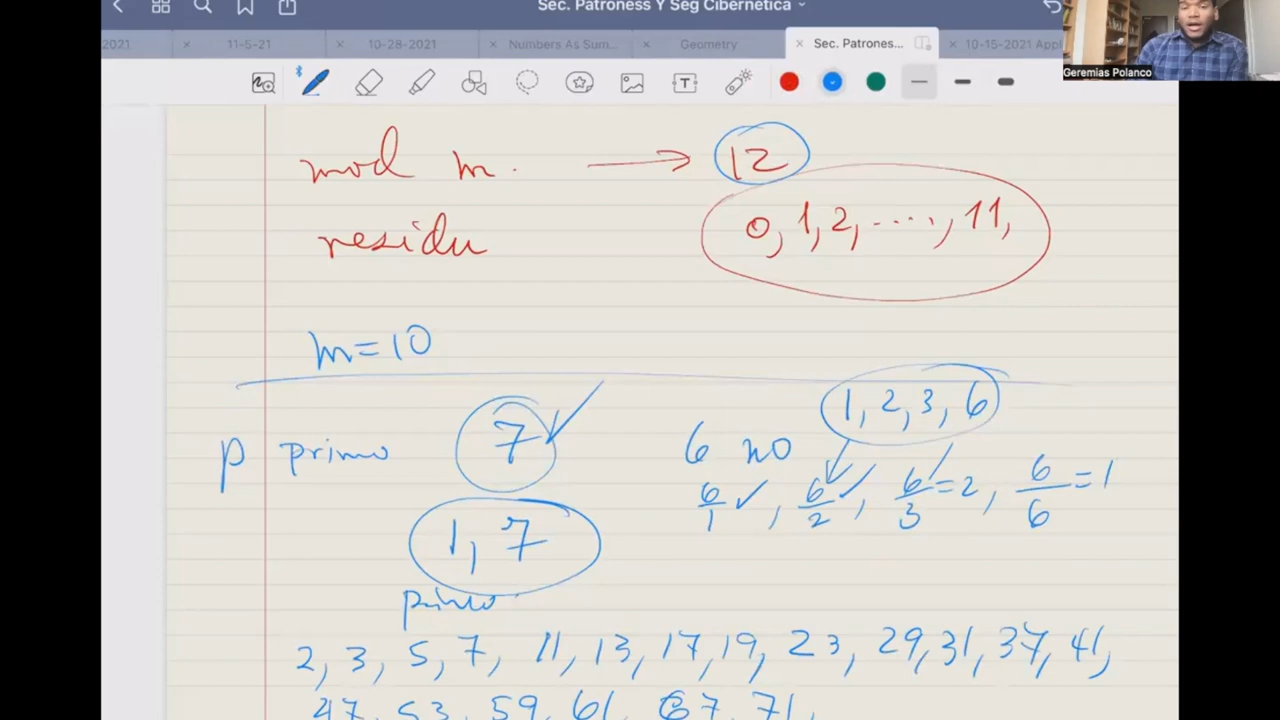 Sec. Patroness Y Seg Cibernética
2021
11-5-21
10-28-2021
Numbers As Sum...
Geometry
Sec. Patrones...
10-15-2021 Appl
Geremias Polanco
mod m. → 12
residu 0, 1, 2, ...., 11,
m = 10
1, 2, 3, 6
p primo 7 6 no
6/1 ✓, 6/2 ✓, 6/3 = 2, 6/6 = 1
1, 7
primo
2, 3, 5, 7, 11, 13, 17, 19, 23, 29, 31, 37, 41,
47, 53, 59, 61, 67, 71,